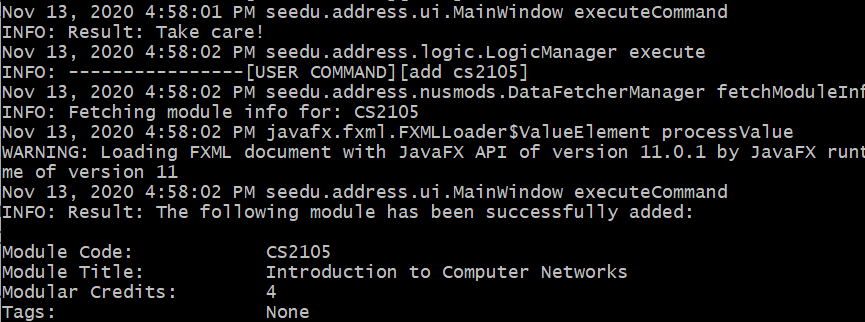 Nov 13, 2020 4:58:01 PM seedu.address.ui.MainWindow executeCommand
INFO: Result: Take care!
Nov 13, 2020 4:58:02 PM seedu.address.logic.LogicManager execute
INFO: ----------------[USER COMMAND][add cs2105]
Nov 13, 2020 4:58:02 PM seedu.address.nusmods.DataFetcherManager fetchModuleInf
INFO: Fetching module info for: CS2105
Nov 13, 2020 4:58:02 PM javafx.fxml.FXMLLoader$ValueElement processValue
WARNING: Loading FXML document with JavaFX API of version 11.0.1 by JavaFX runt
me of version 11
Nov 13, 2020 4:58:02 PM seedu.address.ui.MainWindow executeCommand
INFO: Result: The following module has been successfully added:
Module Code: CS2105
Module Title: Introduction to Computer Networks
Modular Credits: 4
Tags: None